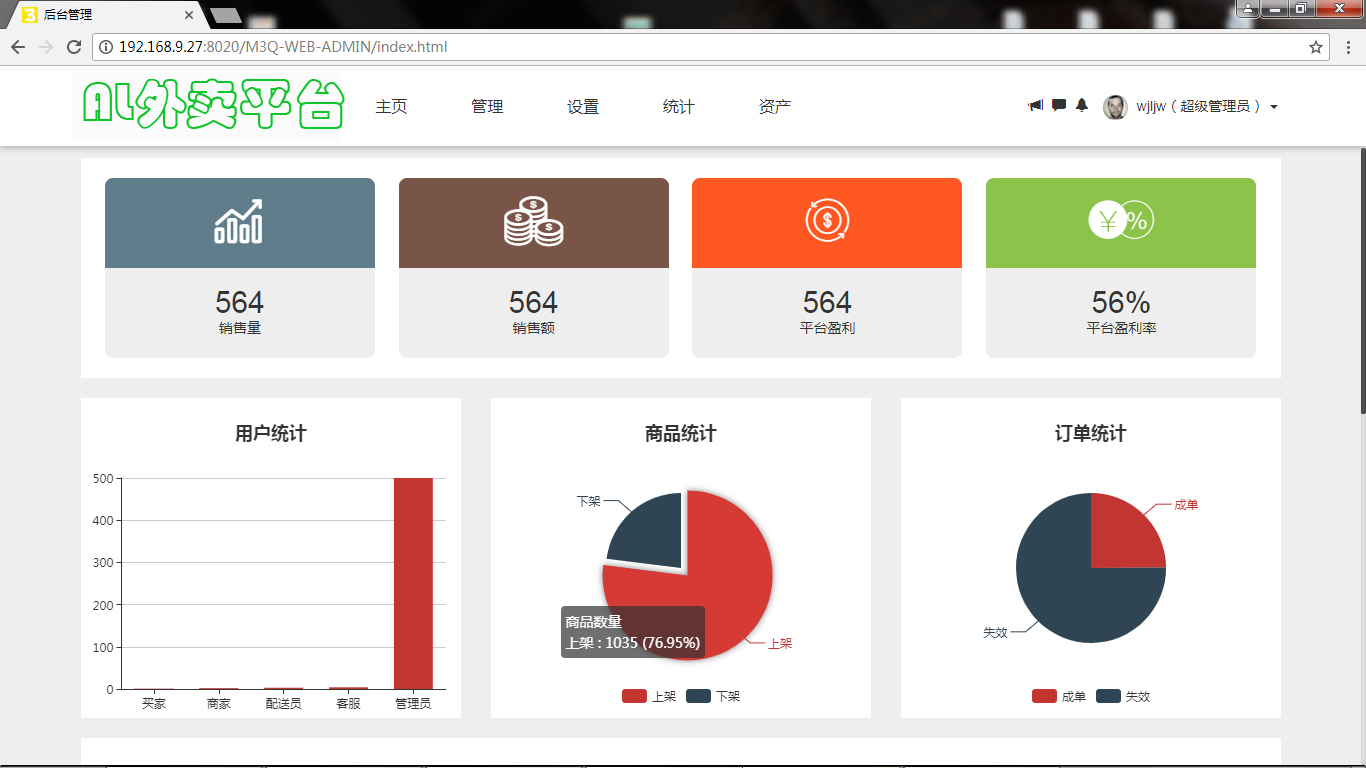 后台管理
192.168.9.27:8020/M3Q-WEB-ADMIN/index.html
AL外卖平台
主页 管理 设置 统计 资产
wjljw（超级管理员）
564 564 564 56%
销售量 销售额 平台盈利 平台盈利率
用户统计
500
400
300
200
100
0
买家 商家 配送员 客服 管理员
商品统计
下架
商品数量
上架 : 1035 (76.95%)
上架
上架 下架
订单统计
成单
失效
成单 失效